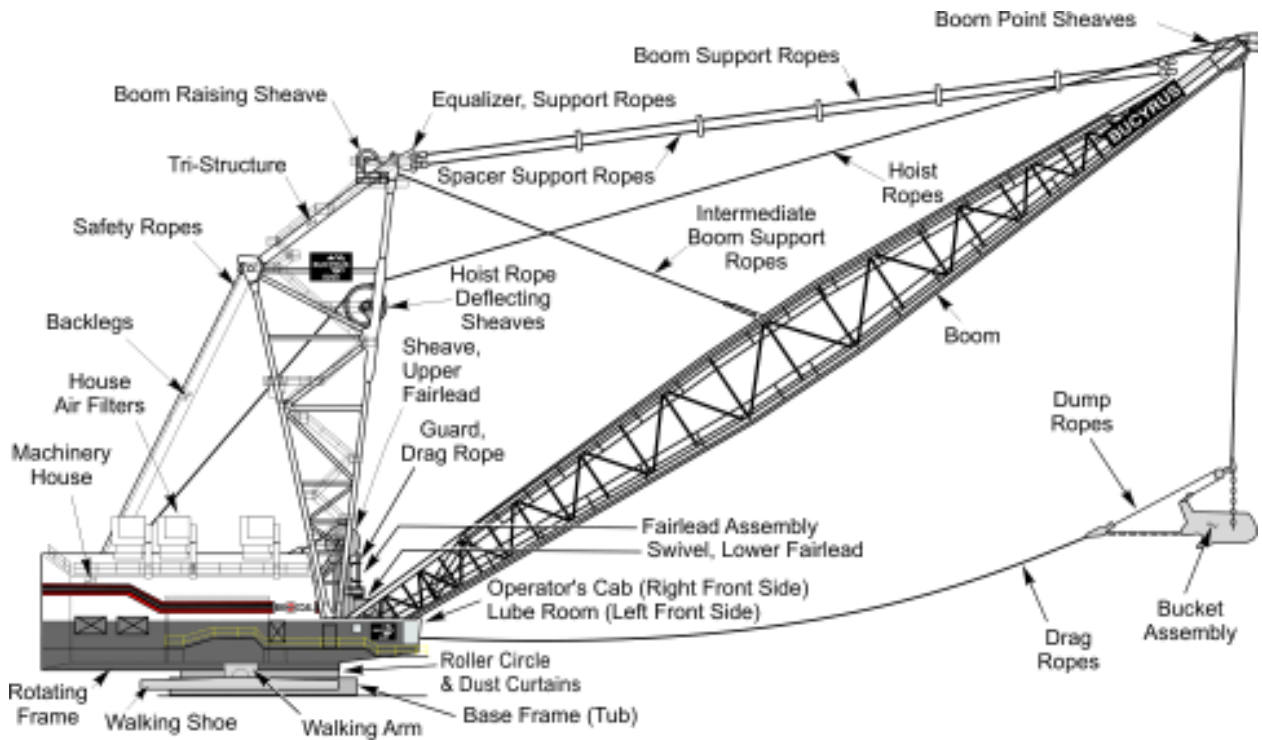 Boom Point Sheaves
Boom Support Ropes
Boom Raising Sheave
Equalizer, Support Ropes
Tri-Structure
Spacer Support Ropes
Hoist
Ropes
BUCYRUS
Safety Ropes
Intermediate
Boom Support
Ropes
Hoist Rope
Deflecting
Sheaves
Backlegs
Boom
Sheave,
Upper
Fairlead
House
Air Filters
Dump
Ropes
Guard,
Drag Rope
Machinery
House
Fairlead Assembly
Swivel, Lower Fairlead
Operator's Cab (Right Front Side)
Lube Room (Left Front Side)
Bucket
Assembly
Drag
Ropes
Roller Circle
& Dust Curtains
Rotating
Frame
Walking Shoe
Walking Arm
Base Frame (Tub)